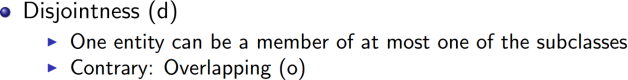 Disjointness (d)
One entity can be a member of at most one of the subclasses
Contrary: Overlapping (o)